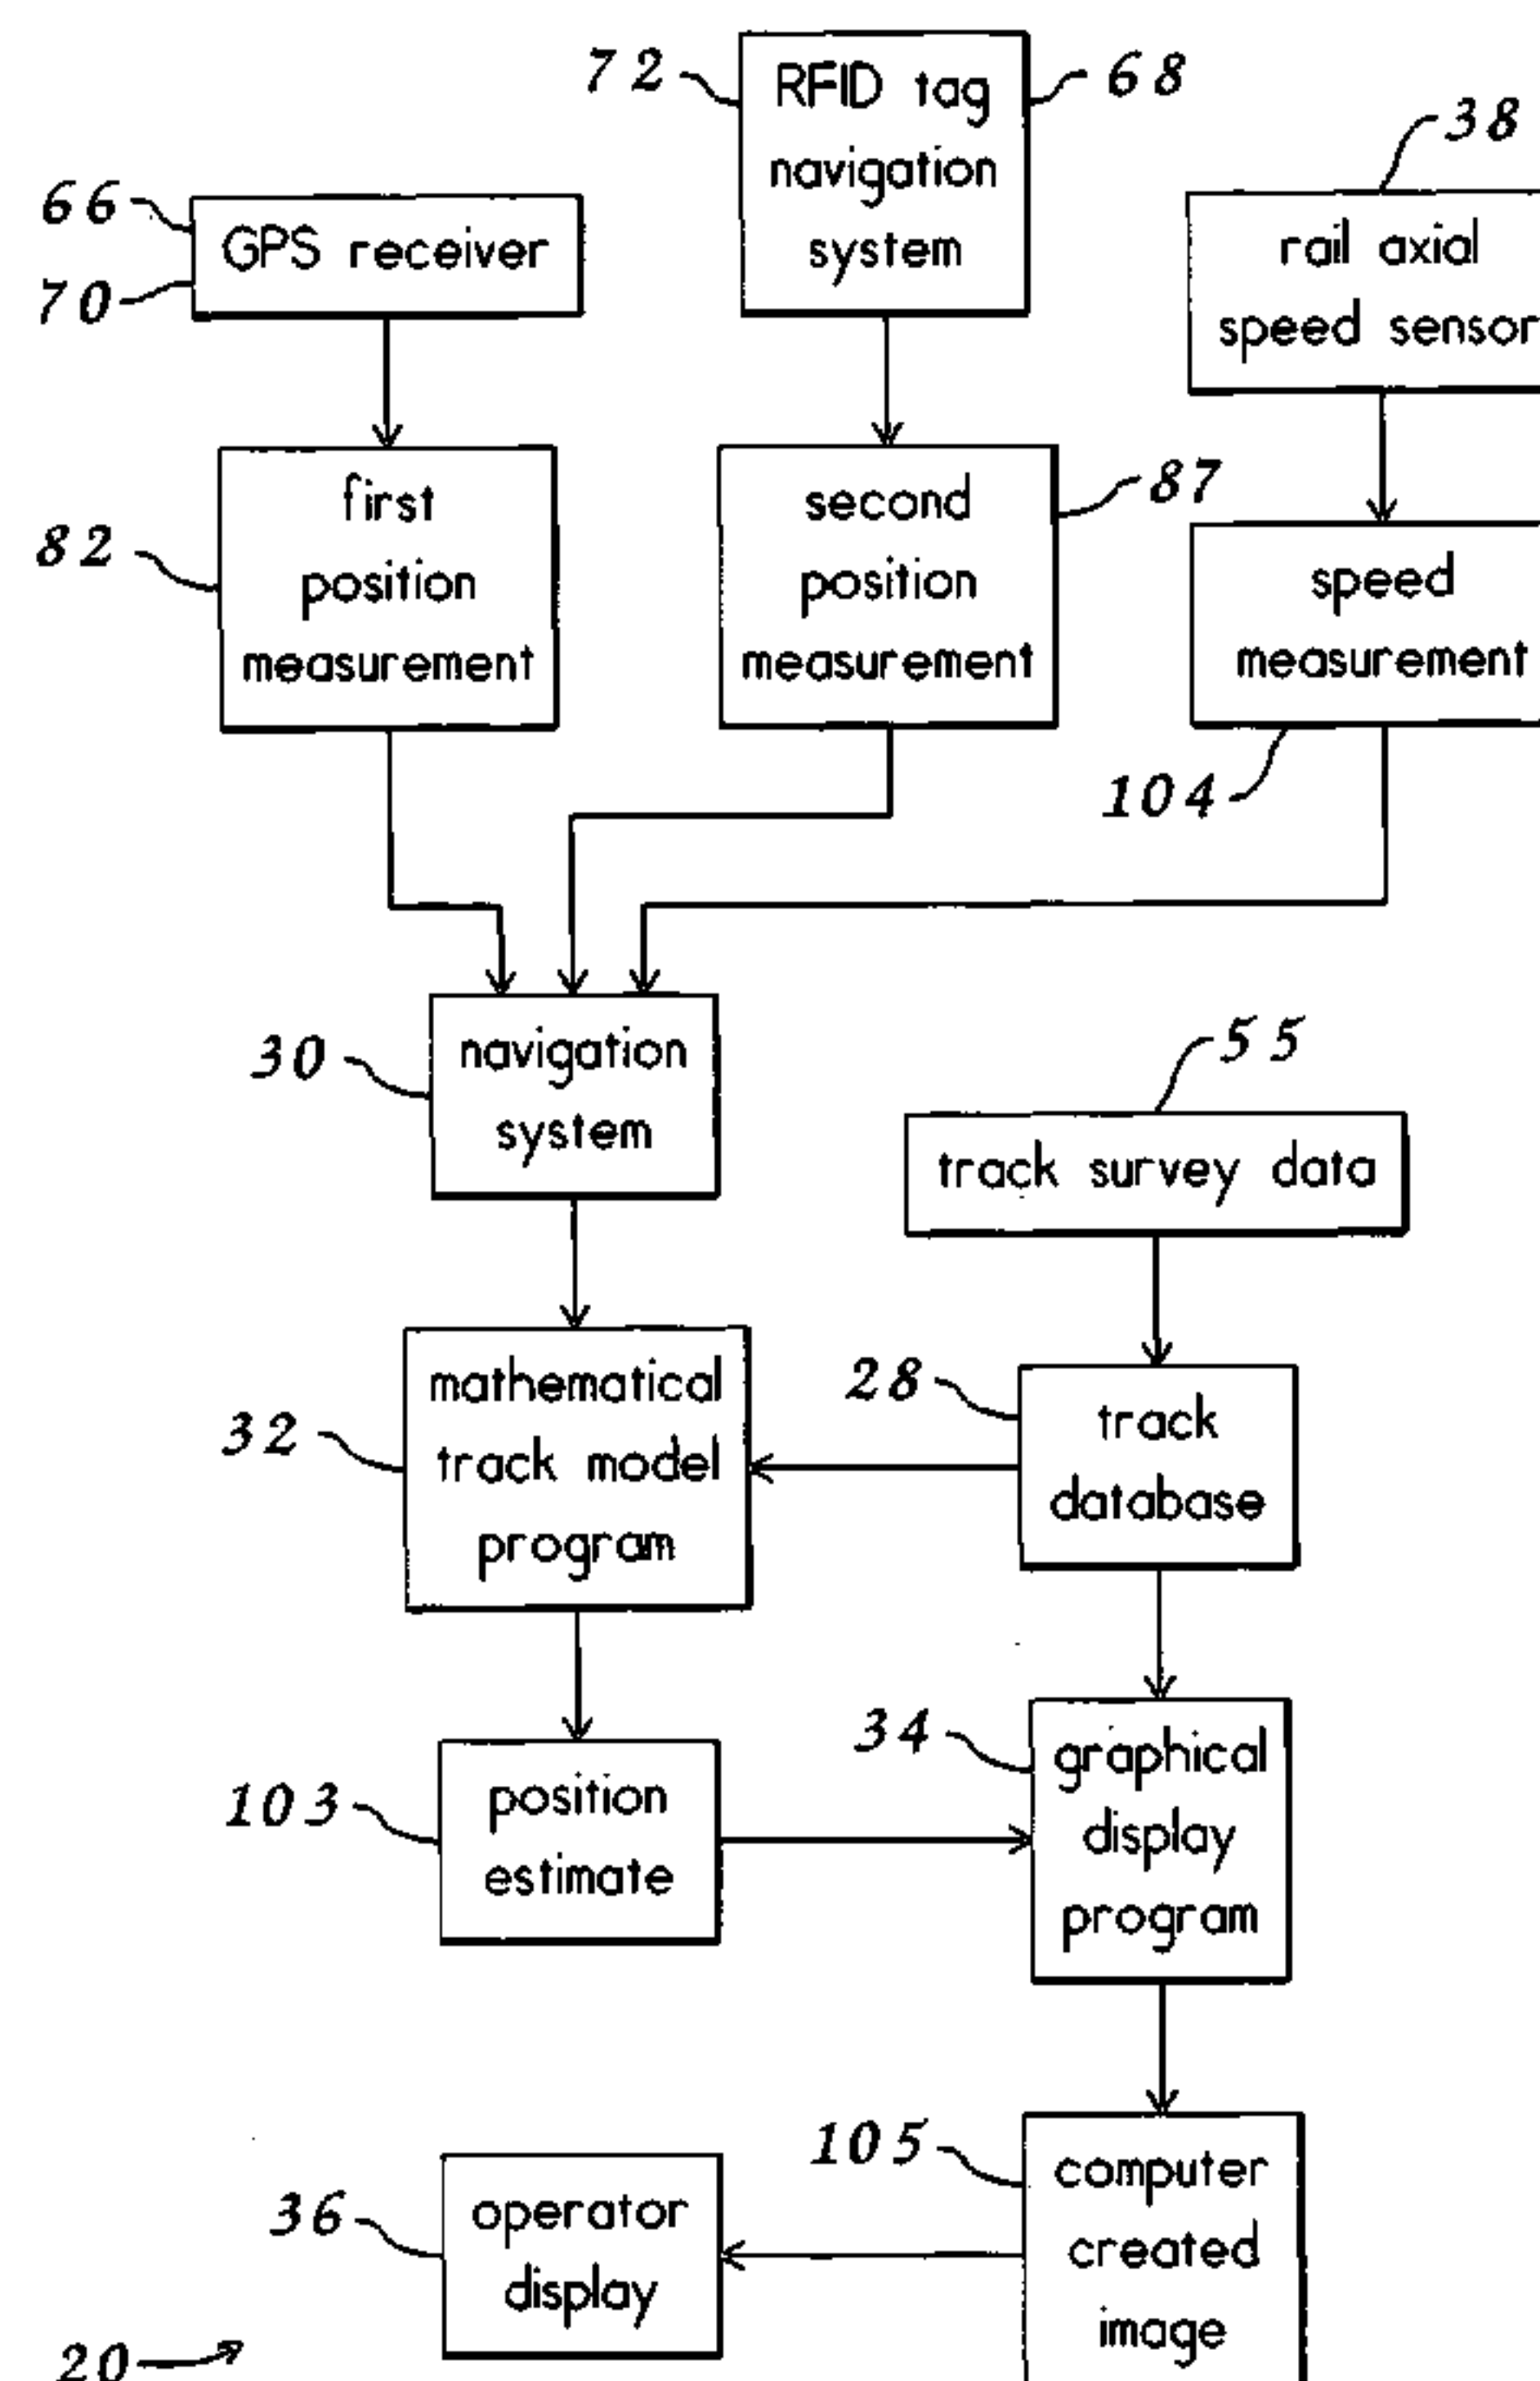 72
RFID tag
navigation
system
68
38
66
70
GPS receiver
rail axial
speed sensor
82
first
position
measurement
second
position
measurement
87
speed
measurement
104
30
navigation
system
55
track survey data
32
mathematical
track model
program
28
track
database
103
position
estimate
34
graphical
display
program
36
operator
display
105
computer
created
image
20